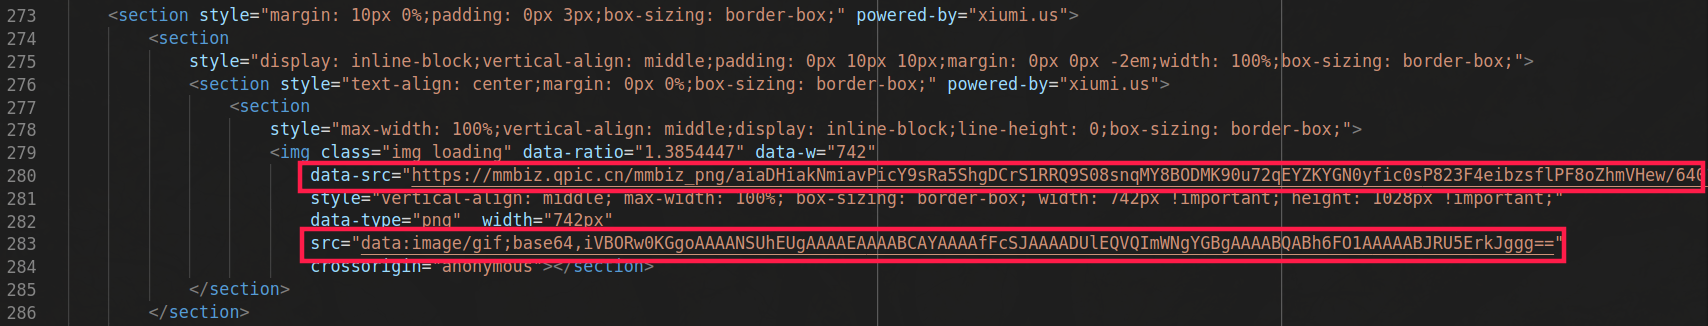 273 <section style="margin: 10px 0%;padding: 0px 3px;box-sizing: border-box;" powered-by="xiumi.us">
274 <section
275 style="display: inline-block;vertical-align: middle;padding: 0px 10px 10px;margin: 0px 0px -2em;width: 100%;box-sizing: border-box;">
276 <section style="text-align: center;margin: 0px 0%;box-sizing: border-box;" powered-by="xiumi.us">
277 <section
278 style="max-width: 100%;vertical-align: middle;display: inline-block;line-height: 0;box-sizing: border-box;">
279 <img class="img_loading" data-ratio="1.3854447" data-w="742"
280 data-src="https://mmbiz.qpic.cn/mmbiz_png/aiaDHiakNmiavPicY9sRa5ShgDCrS1RRQ9S08snqMY8BODMK90u72qEYZKYGN0yfic0sP823F4eibzsflPF8oZhmVHew/640
281 style="vertical-align: middle; max-width: 100%; box-sizing: border-box; width: 742px !important; height: 1028px !important;"
282 data-type="png" width="742px"
283 src="data:image/gif;base64,iVBORw0KGgoAAAANSUhEUgAAAAEAAAABCAYAAAAfFcSJAAAADUlEQVQImWNgYGBgAAAABQABh6FO1AAAAABJRU5ErkJggg=="
284 crossorigin="anonymous"></section>
285 </section>
286 </section>